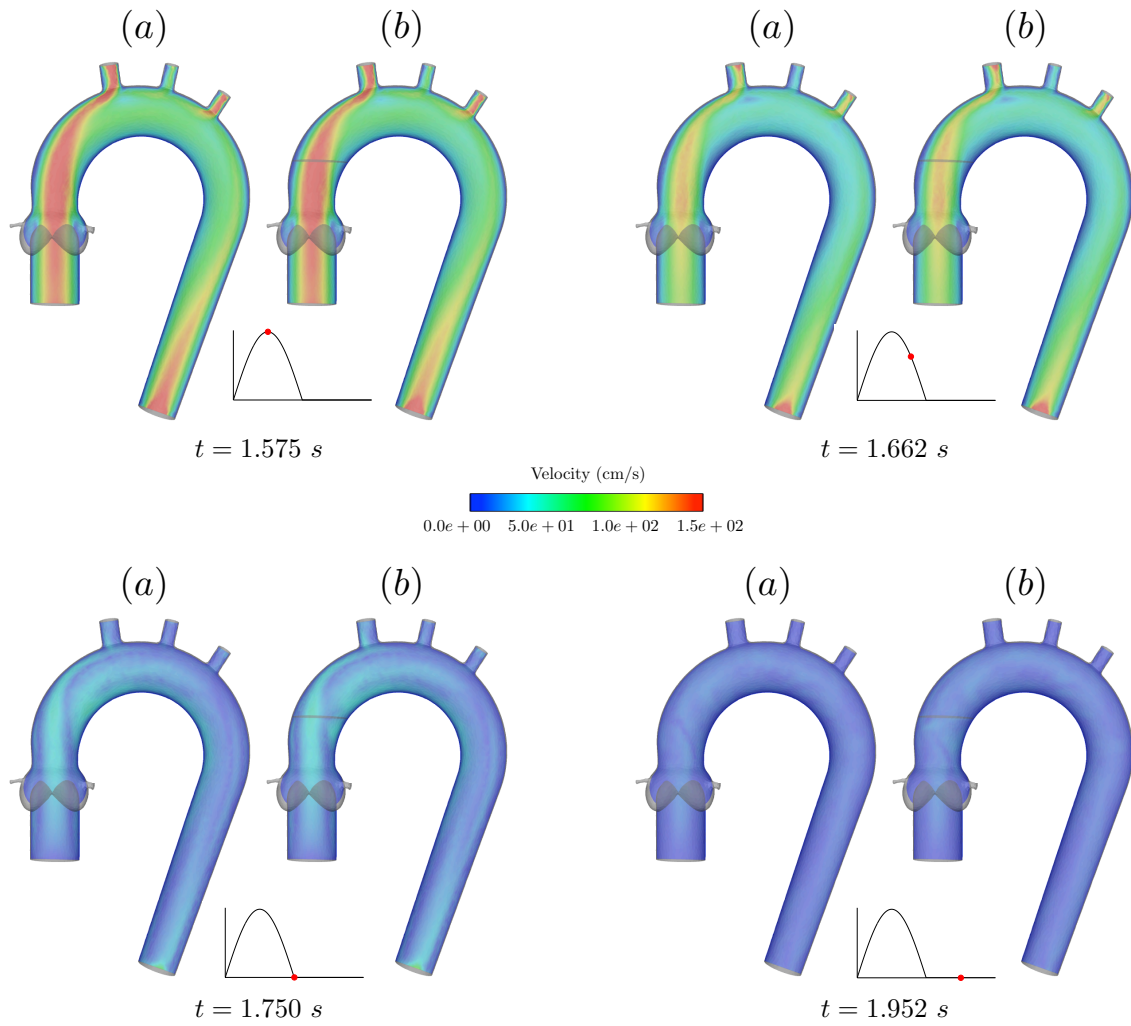 (a) (b) (a) (b)
t = 1.575 s t = 1.662 s
Velocity (cm/s)
0.0e + 00 5.0e + 01 1.0e + 02 1.5e + 02
(a) (b) (a) (b)
t = 1.750 s t = 1.952 s